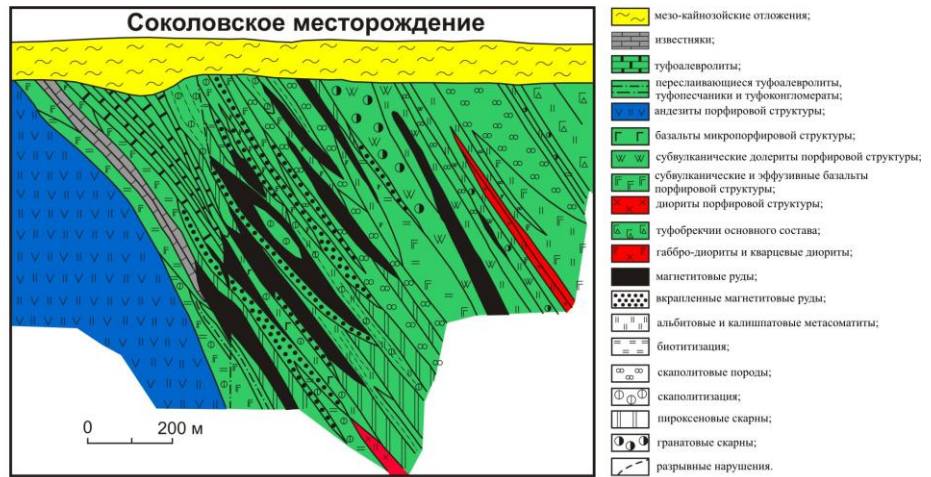 Соколовское месторождение
0 200 м
мезо-кайнозойские отложения;
известняки;
туфоалевролиты;
переслаивающиеся туфоалевролиты,
туфопесчаники и туфоконгломераты;
андезиты порфировой структуры;
базальты микропорфировой структуры;
субвулканические долериты порфировой структуры;
субвулканические и эффузивные базальты
порфировой структуры;
диориты порфировой структуры;
туфобрекчии основного состава;
габбро-диориты и кварцевые диориты;
магнетитовые руды;
вкрапленные магнетитовые руды;
альбитовые и калишпатовые метасоматиты;
биотитизация;
скаполитовые породы;
скаполитизация;
пироксеновые скарны;
гранатовые скарны;
разрывные нарушения.